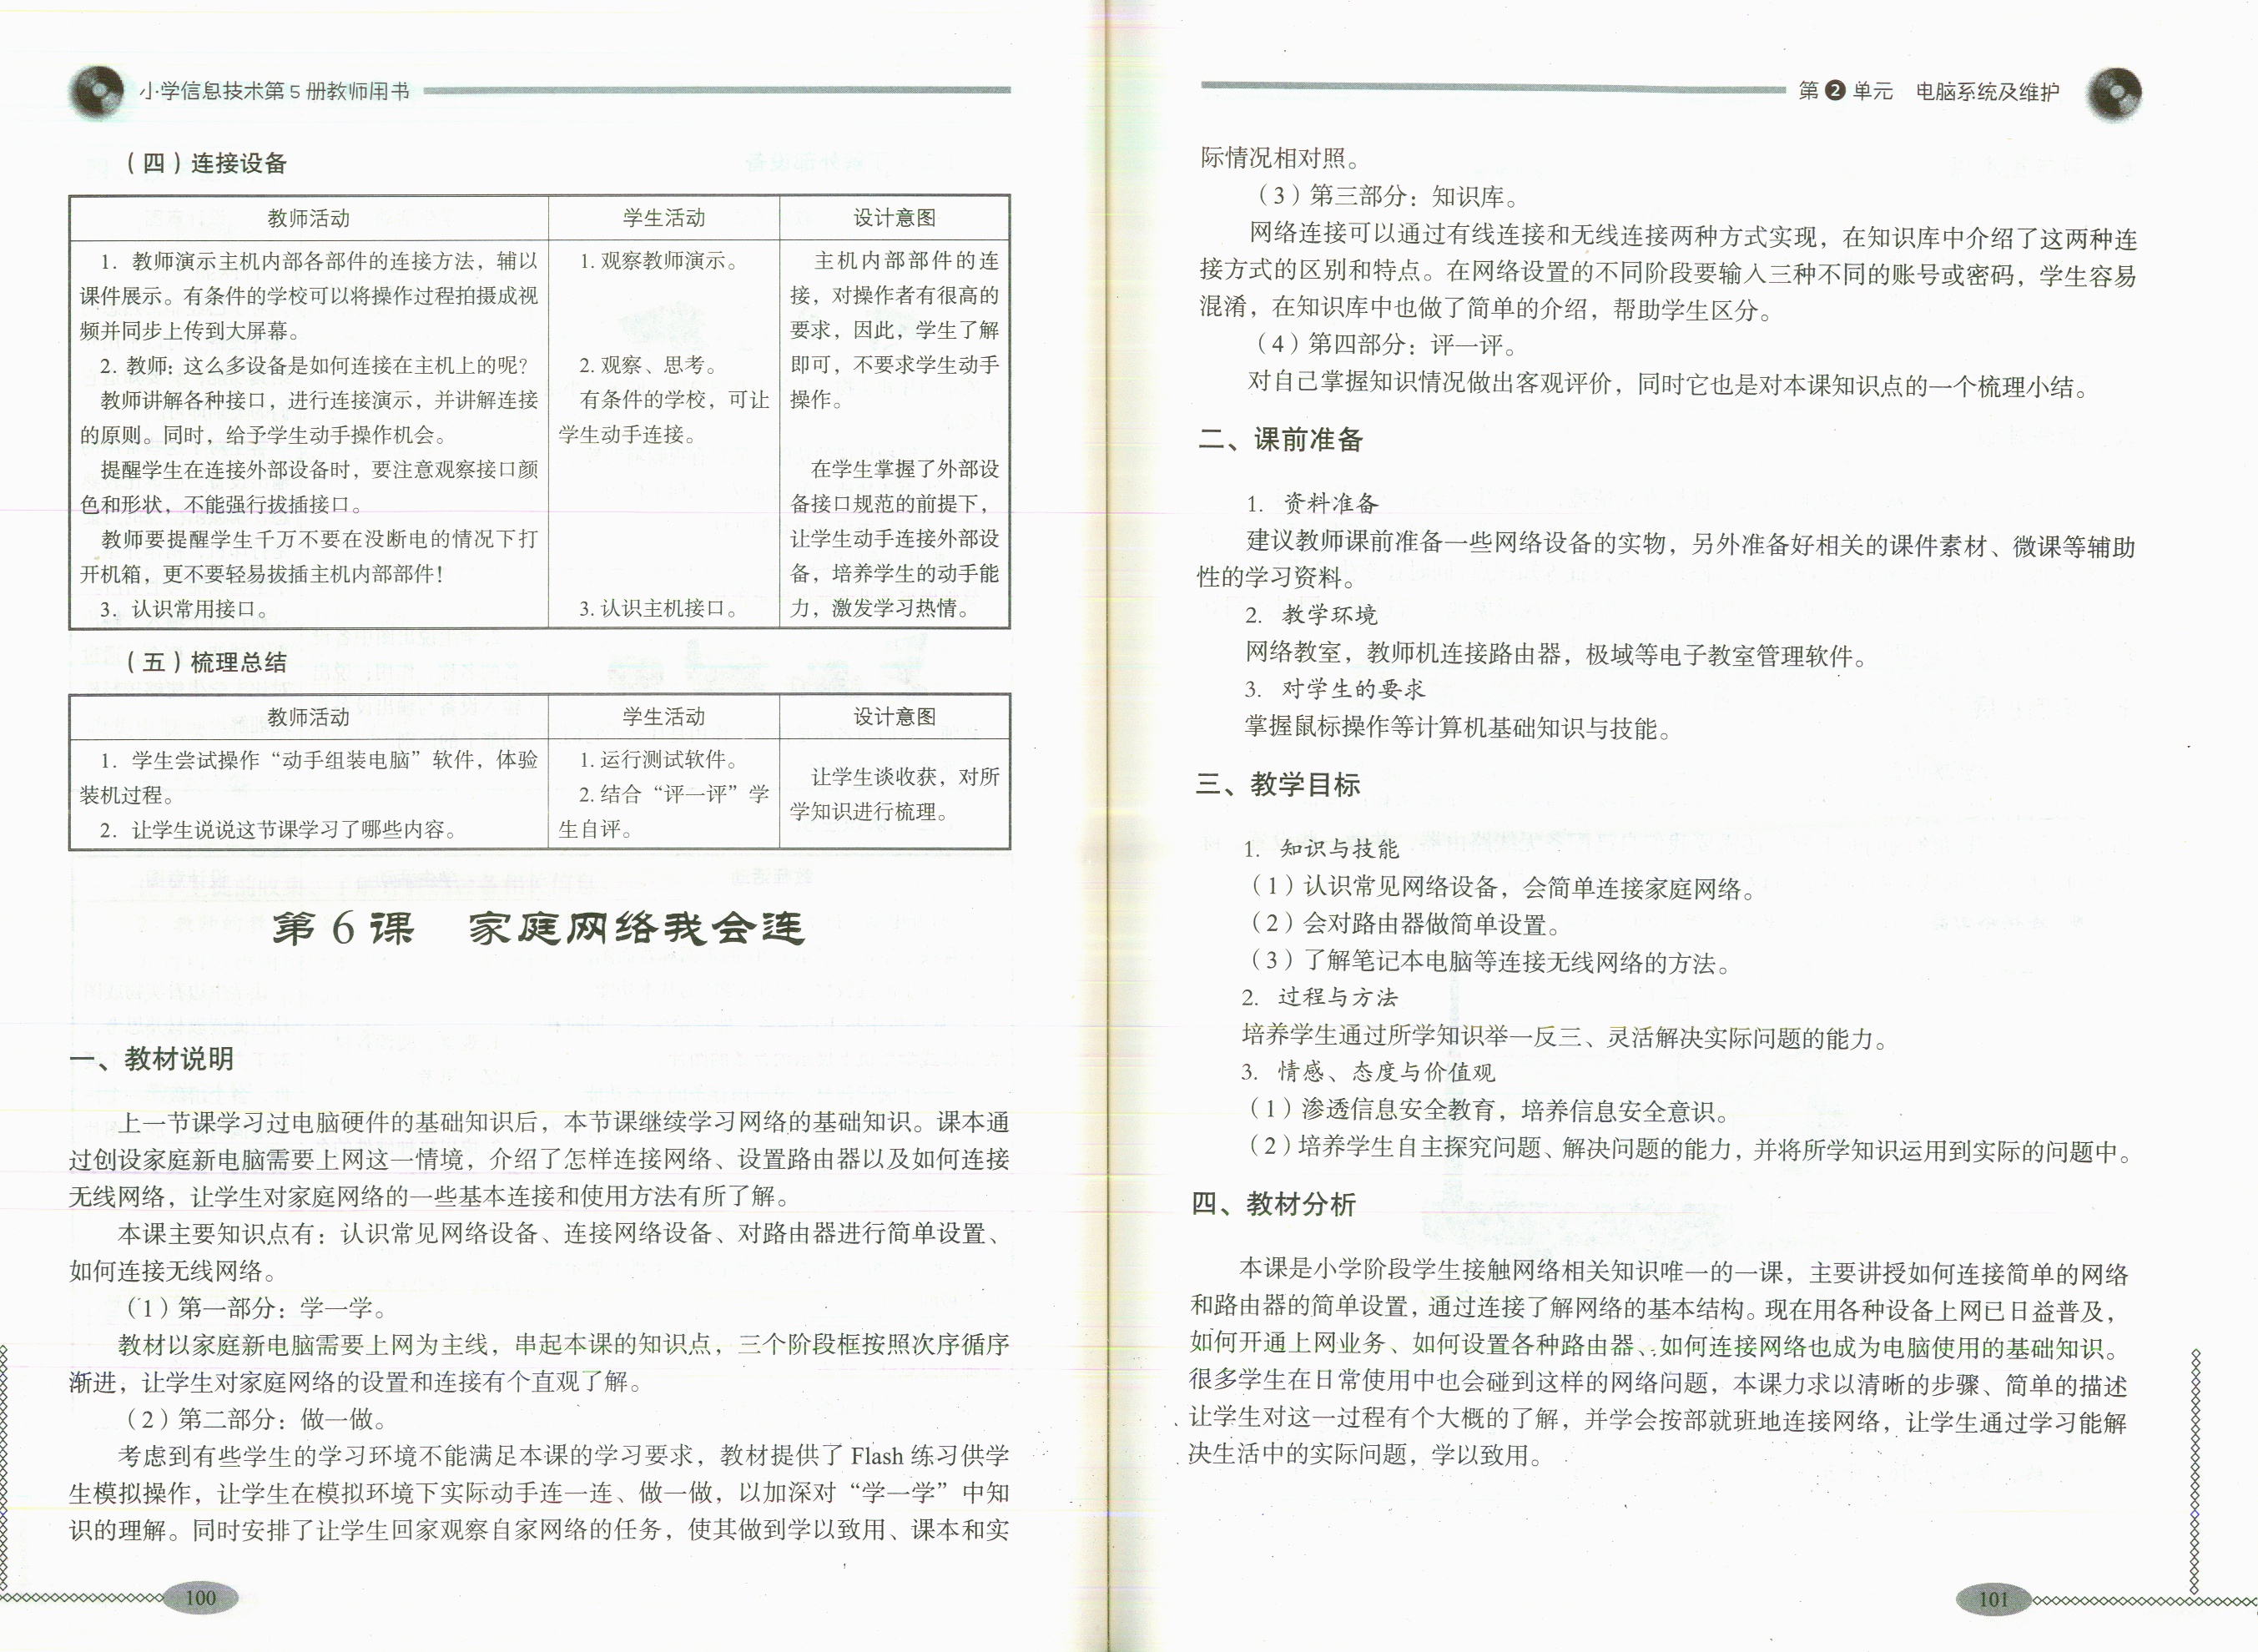 小学信息技术第5册教师用书
（四）连接设备
教师活动 学生活动 设计意图
1. 教师演示主机内部各部件的连接方法，辅以
课件展示。有条件的学校可以将操作过程拍摄成视
频并同步上传到大屏幕。
2. 教师：这么多设备是如何连接在主机上的呢？
教师讲解各种接口，进行连接演示，并讲解连接
的原则。同时，给予学生动手操作机会。
提醒学生在连接外部设备时，要注意观察接口颜
色和形状，不能强行拔插接口。
教师要提醒学生千万不要在没断电的情况下打
开机箱，更不要轻易拔插主机内部部件！
3. 认识常用接口。
1. 观察教师演示。
2. 观察、思考。
有条件的学校，可让
学生动手连接。
3. 认识主机接口。
主机内部部件的连
接，对操作者有很高的
要求，因此，学生了解
即可，不要求学生动手
操作。
在学生掌握了外部设
备接口规范的前提下，
让学生动手连接外部设
备，培养学生的动手能
力，激发学习热情。
（五）梳理总结
教师活动 学生活动 设计意图
1. 学生尝试操作“动手组装电脑”软件，体验
装机过程。
2. 让学生说说这节课学习了哪些内容。
1. 运行测试软件。
2. 结合“评一评”学
生自评。
让学生谈收获，对所
学知识进行梳理。
第6课 家庭网络我会连
一、教材说明
上一节课学习过电脑硬件的基础知识后，本节课继续学习网络的基础知识。课本通
过创设家庭新电脑需要上网这一情境，介绍了怎样连接网络、设置路由器以及如何连接
无线网络，让学生对家庭网络的一些基本连接和使用方法有所了解。
本课主要知识点有：认识常见网络设备、连接网络设备、对路由器进行简单设置、
如何连接无线网络。
（1）第一部分：学一学。
教材以家庭新电脑需要上网为主线，串起本课的知识点，三个阶段框按照次序循序
渐进，让学生对家庭网络的设置和连接有个直观了解。
（2）第二部分：做一做。
考虑到有些学生的学习环境不能满足本课的学习要求，教材提供了 Flash 练习供学
生模拟操作，让学生在模拟环境下实际动手连一连、做一做，以加深对“学一学”中知
识的理解。同时安排了让学生回家观察自家网络的任务，使其做到学以致用、课本和实
100
第2单元 电脑系统及维护
际情况相对照。
（3）第三部分：知识库。
网络连接可以通过有线连接和无线连接两种方式实现，在知识库中介绍了这两种连
接方式的区别和特点。在网络设置的不同阶段要输入三种不同的账号或密码，学生容易
混淆，在知识库中也做了简单的介绍，帮助学生区分。
（4）第四部分：评一评。
对自己掌握知识情况做出客观评价，同时它也是对本课知识点的一个梳理小结。
二、课前准备
1. 资料准备
建议教师课前准备一些网络设备的实物，另外准备好相关的课件素材、微课等辅助
性的学习资料。
2. 教学环境
网络教室，教师机连接路由器，极域等电子教室管理软件。
3. 对学生的要求
掌握鼠标操作等计算机基础知识与技能。
三、教学目标
1. 知识与技能
（1）认识常见网络设备，会简单连接家庭网络。
（2）会对路由器做简单设置。
（3）了解笔记本电脑等连接无线网络的方法。
2. 过程与方法
培养学生通过所学知识举一反三、灵活解决实际问题的能力。
3. 情感、态度与价值观
（1）渗透信息安全教育，培养信息安全意识。
（2）培养学生自主探究问题、解决问题的能力，并将所学知识运用到实际的问题中。
四、教材分析
本课是小学阶段学生接触网络相关知识唯一的一课，主要讲授如何连接简单的网络
和路由器的简单设置，通过连接了解网络的基本结构。现在用各种设备上网已日益普及，
如何开通上网业务、如何设置各种路由器、如何连接网络也成为电脑使用的基础知识。
很多学生在日常使用中也会碰到这样的网络问题，本课力求以清晰的步骤、简单的描述
让学生对这一过程有个大概的了解，并学会按部就班地连接网络，让学生通过学习能解
决生活中的实际问题，学以致用。
101